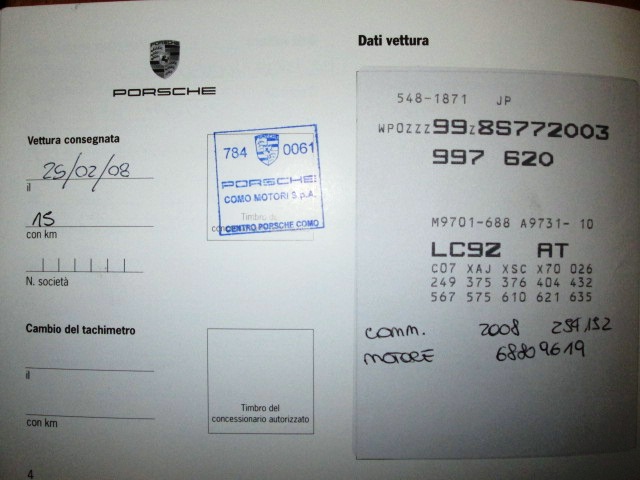 PORSCHE
Vettura consegnata
25/02/08
il
15
con km
N. società
784 0061
PORSCHE
COMO MOTORI S.p.A.
Timbro
CENTRO PORSCHE COMO
Cambio del tachimetro
il
con km
Timbro del
concessionario autorizzato
4
Dati vettura
548-1871 JP
WP0ZZZ99Z8S772003
997 620
M9701-688 A9731- 10
LC9Z AT
C07 XAJ XSC X70 026
249 375 376 404 432
567 575 610 621 635
COMM. 2008 259152
MOTORE 68809619